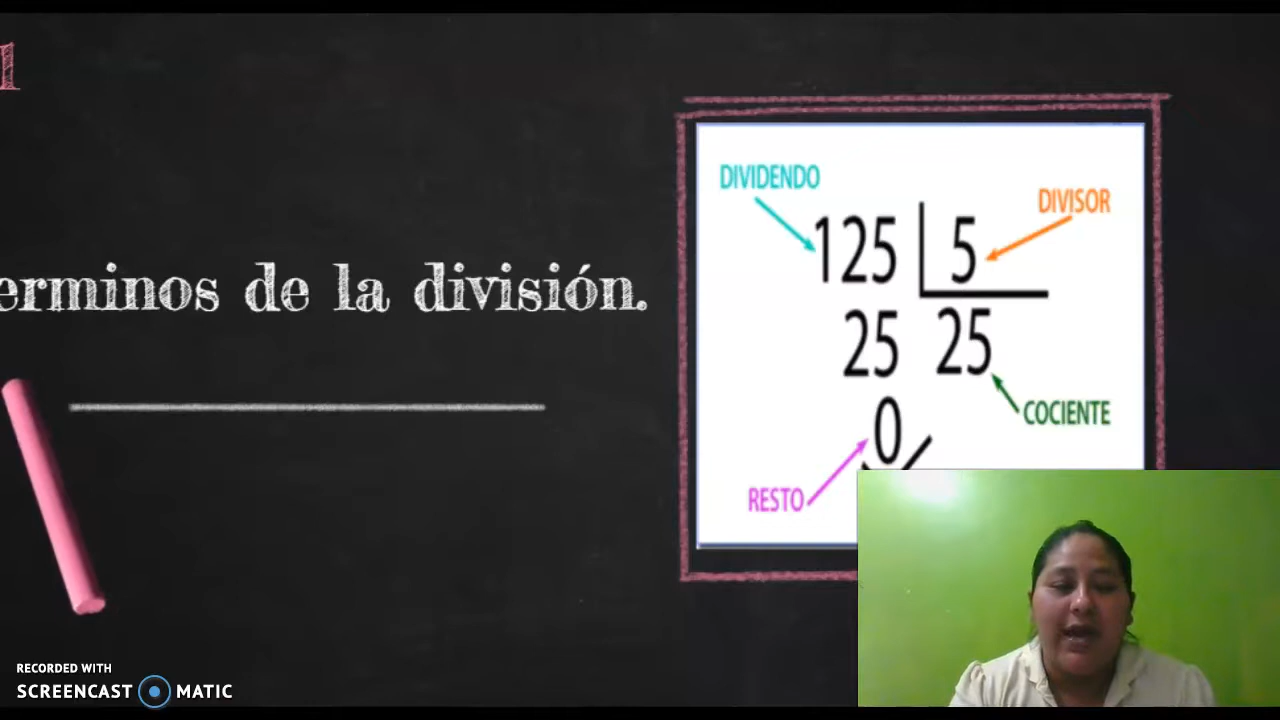 erminos de la división.
DIVIDENDO
DIVISOR
125 5
25 25
COCIENTE
0
RESTO
RECORDED WITH
SCREENCAST MATIC